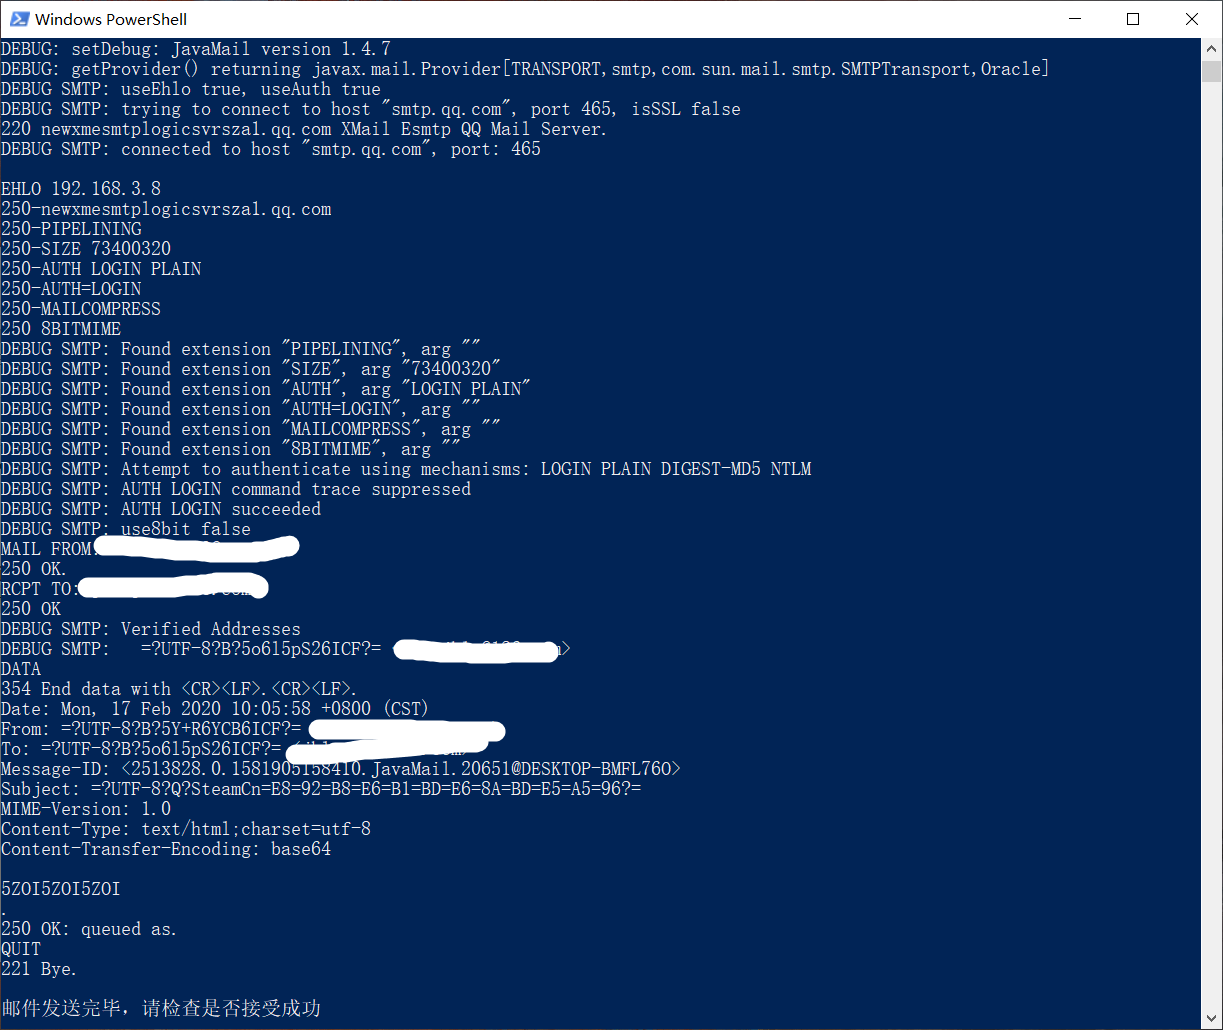 Windows PowerShell
DEBUG: setDebug: JavaMail version 1.4.7
DEBUG: getProvider() returning javax.mail.Provider[TRANSPORT,smtp,com.sun.mail.smtp.SMTPTransport,Oracle]
DEBUG SMTP: useEhlo true, useAuth true
DEBUG SMTP: trying to connect to host "smtp.qq.com", port 465, isSSL false
220 newxmesmtplogicsvrsza1.qq.com XMail Esmtp QQ Mail Server.
DEBUG SMTP: connected to host "smtp.qq.com", port: 465
EHLO 192.168.3.8
250-newxmesmtplogicsvrsza1.qq.com
250-PIPELINING
250-SIZE 73400320
250-AUTH LOGIN PLAIN
250-AUTH=LOGIN
250-MAILCOMPRESS
250 8BITMIME
DEBUG SMTP: Found extension "PIPELINING", arg ""
DEBUG SMTP: Found extension "SIZE", arg "73400320"
DEBUG SMTP: Found extension "AUTH", arg "LOGIN PLAIN"
DEBUG SMTP: Found extension "AUTH=LOGIN", arg ""
DEBUG SMTP: Found extension "MAILCOMPRESS", arg ""
DEBUG SMTP: Found extension "8BITMIME", arg ""
DEBUG SMTP: Attempt to authenticate using mechanisms: LOGIN PLAIN DIGEST-MD5 NTLM
DEBUG SMTP: AUTH LOGIN command trace suppressed
DEBUG SMTP: AUTH LOGIN succeeded
DEBUG SMTP: use8bit false
MAIL FROM:
250 OK.
RCPT TO:
250 OK
DEBUG SMTP: Verified Addresses
DEBUG SMTP:   =?UTF-8?B?5o6l5pS26ICF?= >
DATA
354 End data with <CR><LF>.<CR><LF>.
Date: Mon, 17 Feb 2020 10:05:58 +0800 (CST)
From: =?UTF-8?B?5Y+R6YCB6ICF?=
To: =?UTF-8?B?5o6l5pS26ICF?=
Message-ID: <2513828.0.1581905158410.JavaMail.20651@DESKTOP-BMFL76O>
Subject: =?UTF-8?Q?SteamCn=E8=92=B8=E6=B1=BD=E6=8A=BD=E5=A5=96?=
MIME-Version: 1.0
Content-Type: text/html;charset=utf-8
Content-Transfer-Encoding: base64
5ZOI5ZOI5ZOI
.
250 OK: queued as.
QUIT
221 Bye.
邮件发送完毕，请检查是否接受成功